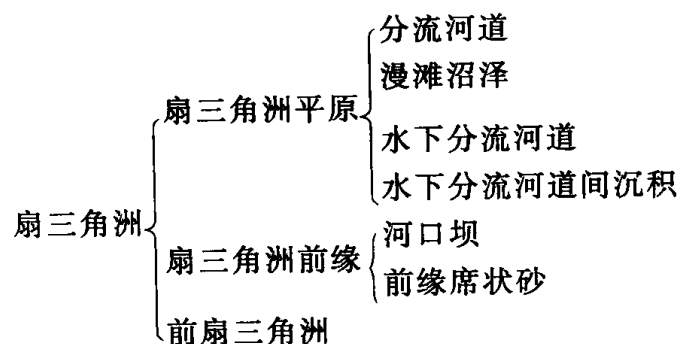 分流河道
漫滩沼泽
扇三角洲平原
水下分流河道
水下分流河道间沉积
扇三角洲
河口坝
扇三角洲前缘
前缘席状砂
前扇三角洲